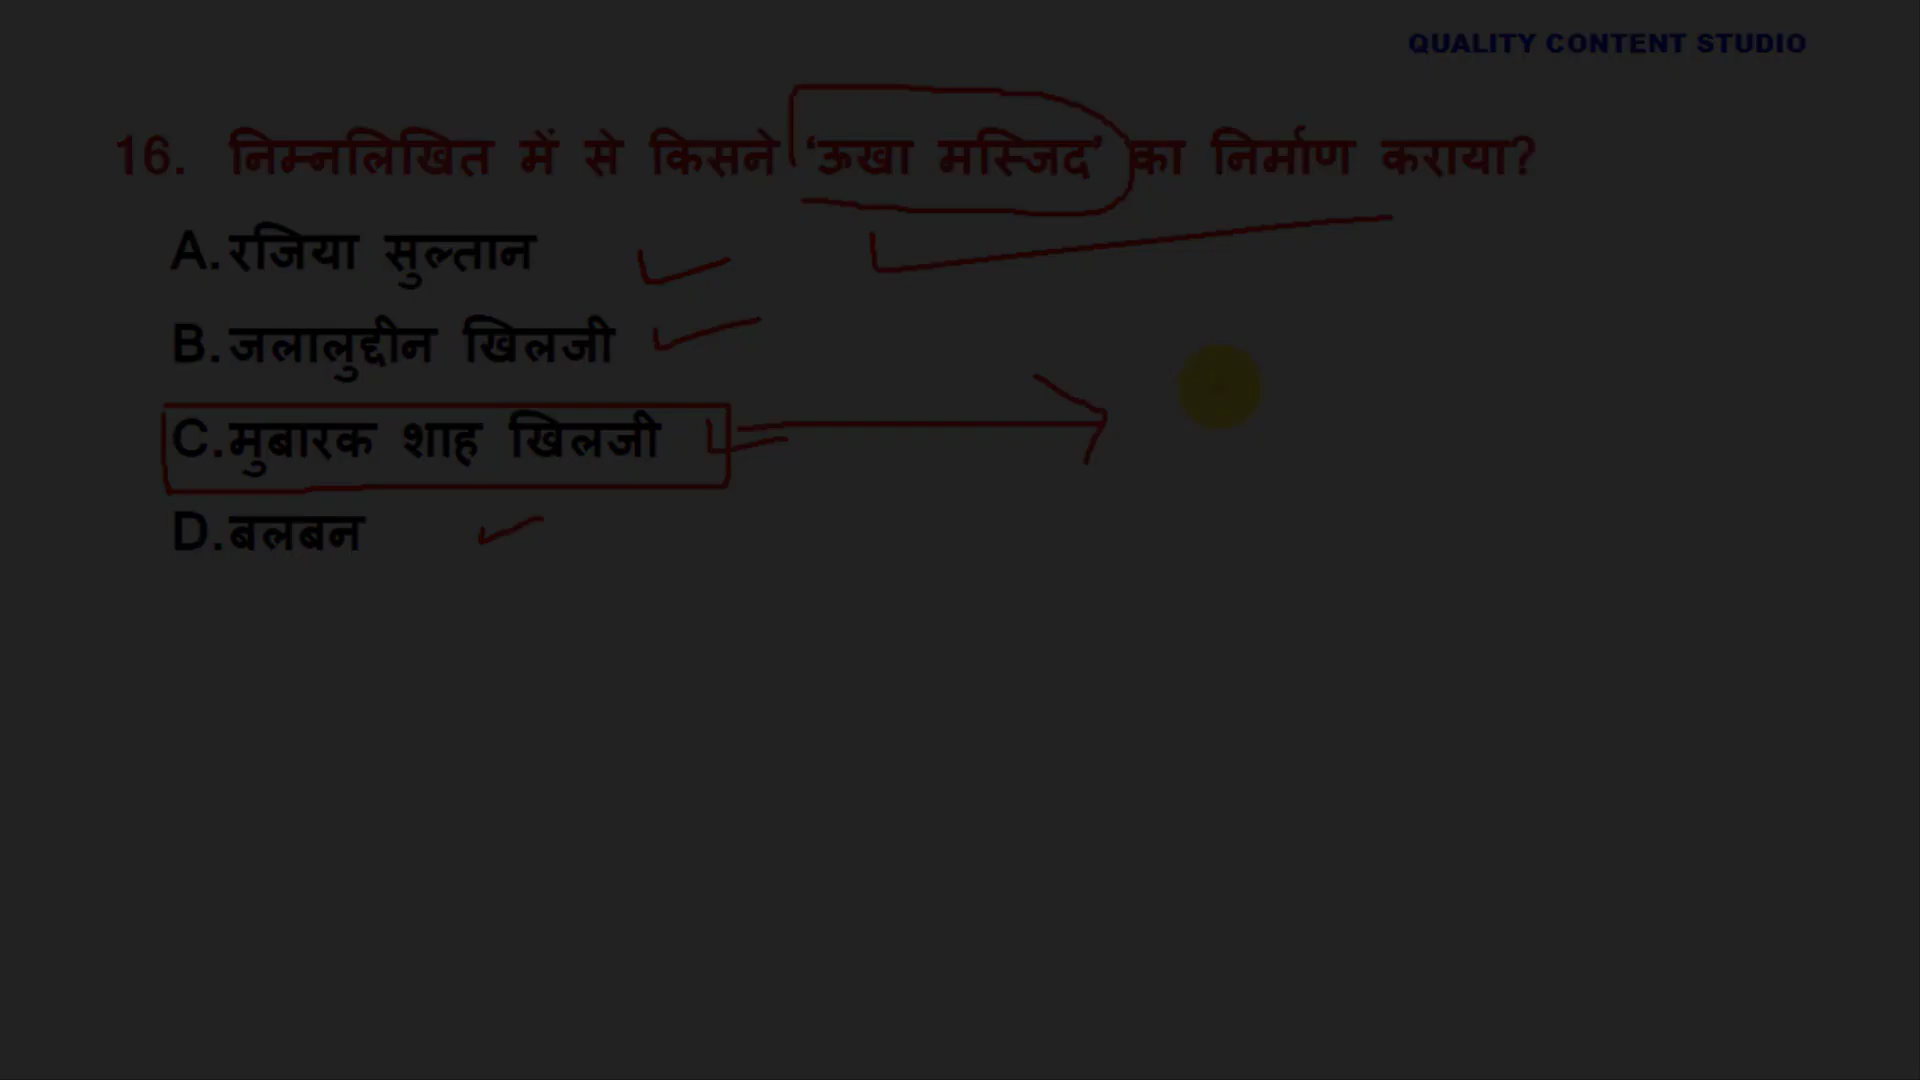 QUALITY CONTENT STUDIO
16. निम्नलिखित में से किसने ‘ऊखा मस्जिद’ का निर्माण कराया?
A.रजिया सुल्तान
B.जलालुद्दीन खिलजी
C.मुबारक शाह खिलजी
D.बलबन